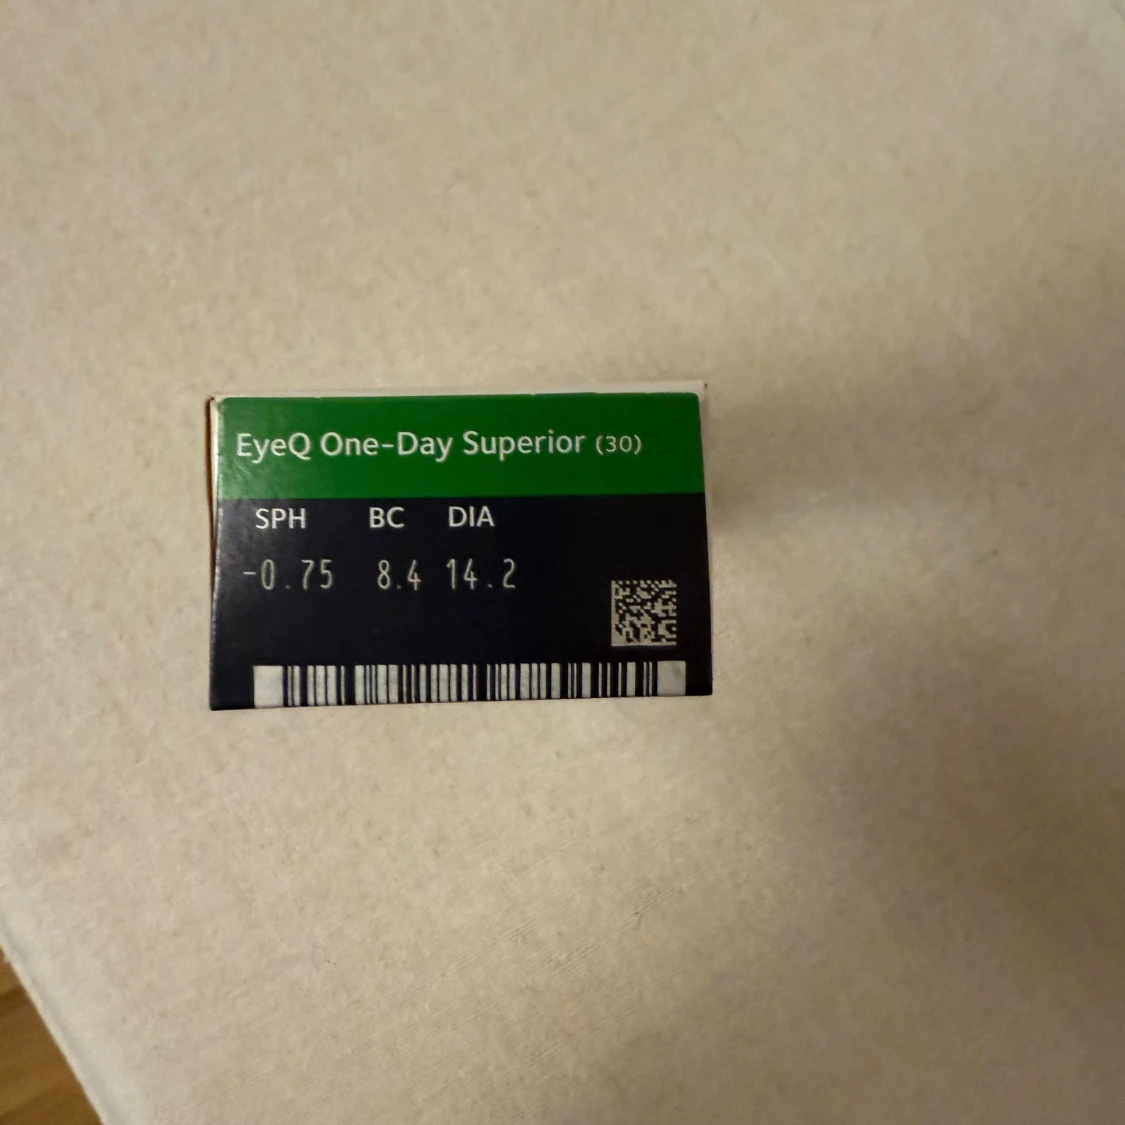 EyeQ One-Day Superior (30)
SPH BC DIA
-0.75 8.4 14.2